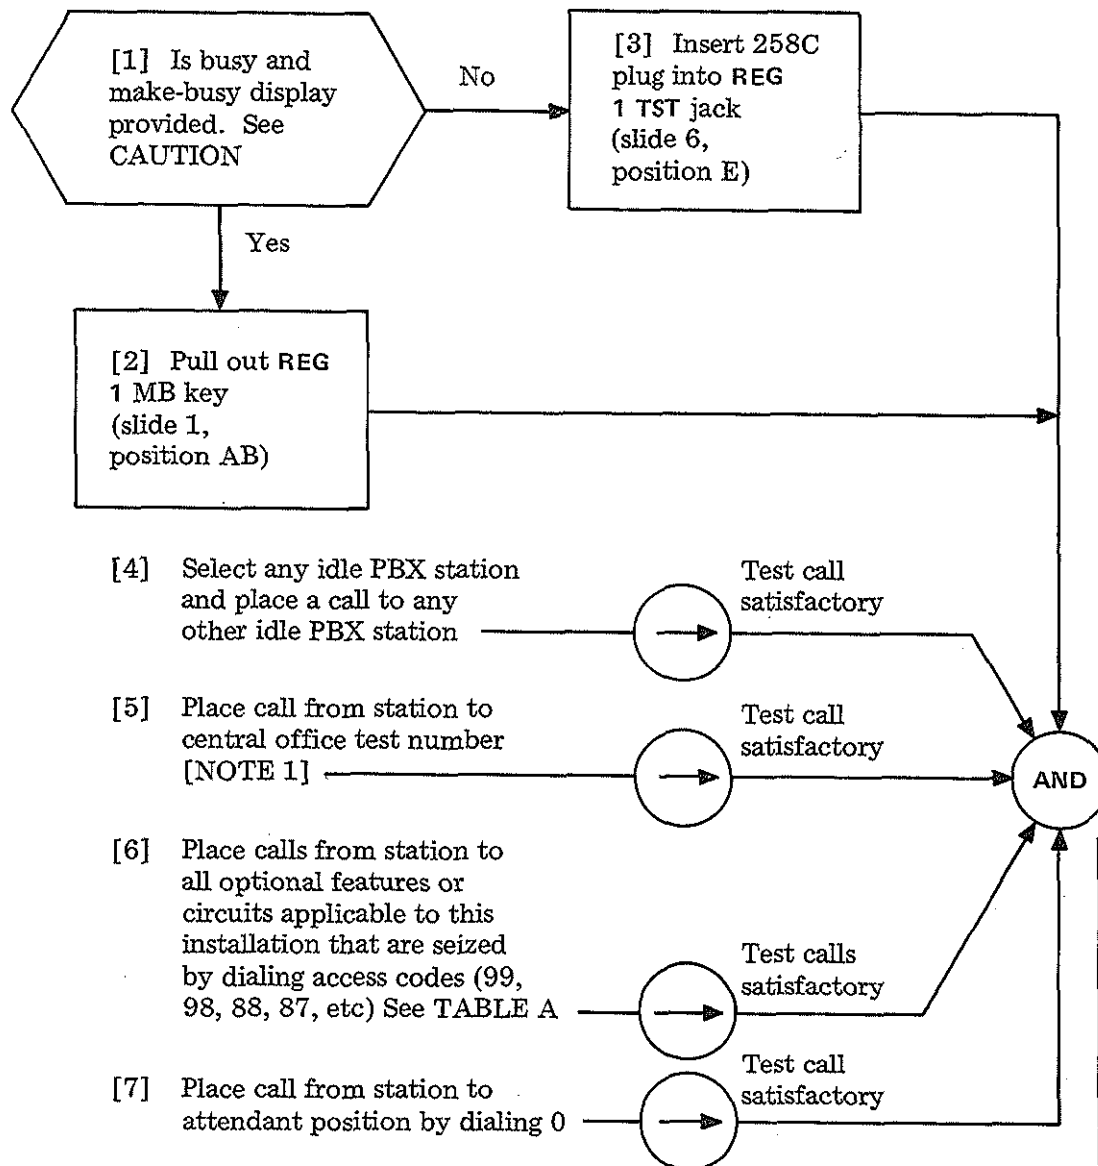 [1] Is busy and
make-busy display
provided. See
CAUTION
No
[3] Insert 258C
plug into REG
1 TST jack
(slide 6,
position E)
Yes
[2] Pull out REG
1 MB key
(slide 1,
position AB)
[4] Select any idle PBX station
and place a call to any
other idle PBX station
Test call
satisfactory
[5] Place call from station to
central office test number
[NOTE 1]
Test call
satisfactory
AND
[6] Place calls from station to
all optional features or
circuits applicable to this
installation that are seized
by dialing access codes (99,
98, 88, 87, etc) See TABLE A
Test calls
satisfactory
[7] Place call from station to
attendant position by dialing 0
Test call
satisfactory